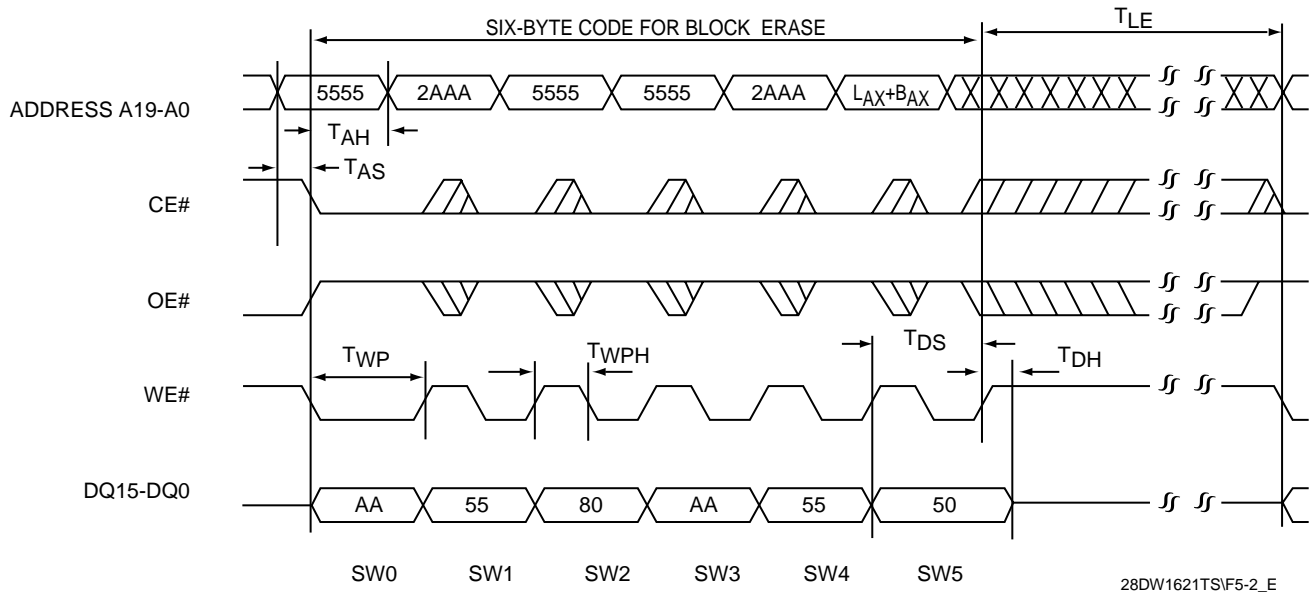 SIX-BYTE CODE FOR BLOCK ERASE
TLE
ADDRESS A19-A0
5555 2AAA 5555 5555 2AAA LAX+BAX
TAH
TAS
CE#
OE#
TWP TWPH TDS TDH
WE#
DQ15-DQ0
AA 55 80 AA 55 50
SW0 SW1 SW2 SW3 SW4 SW5
28DW1621TS\F5-2_E